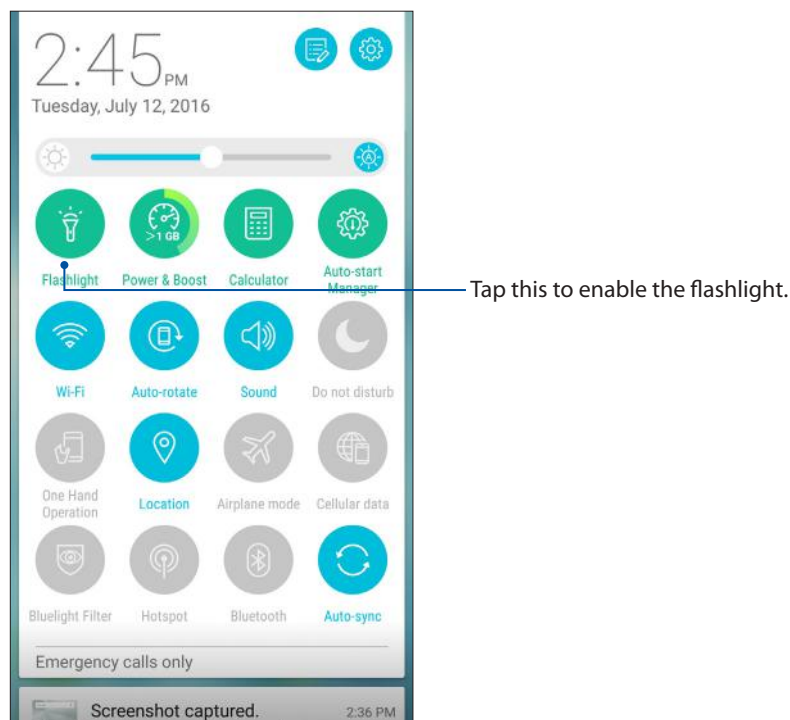 2:45 PM
Tuesday, July 12, 2016
A
>1 GB
Flashlight Power & Boost Calculator Auto-start
Manager
Tap this to enable the flashlight.
Wi-Fi Auto-rotate Sound Do not disturb
One Hand
Operation Location Airplane mode Cellular data
Bluelight Filter Hotspot Bluetooth Auto-sync
Emergency calls only
Screenshot captured. 2:36 PM